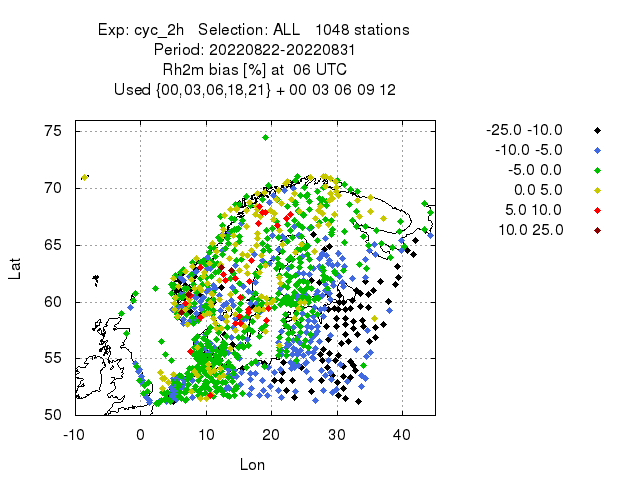 Exp: cyc_2h   Selection: ALL   1048 stations
Period: 20220822-20220831
Rh2m bias [%] at  06 UTC
Used {00,03,06,18,21} + 00 03 06 09 12
-25.0 -10.0
-10.0 -5.0
-5.0 0.0
0.0 5.0
5.0 10.0
10.0 25.0
75
70
65
60
55
50
Lat
-10 0 10 20 30 40
Lon